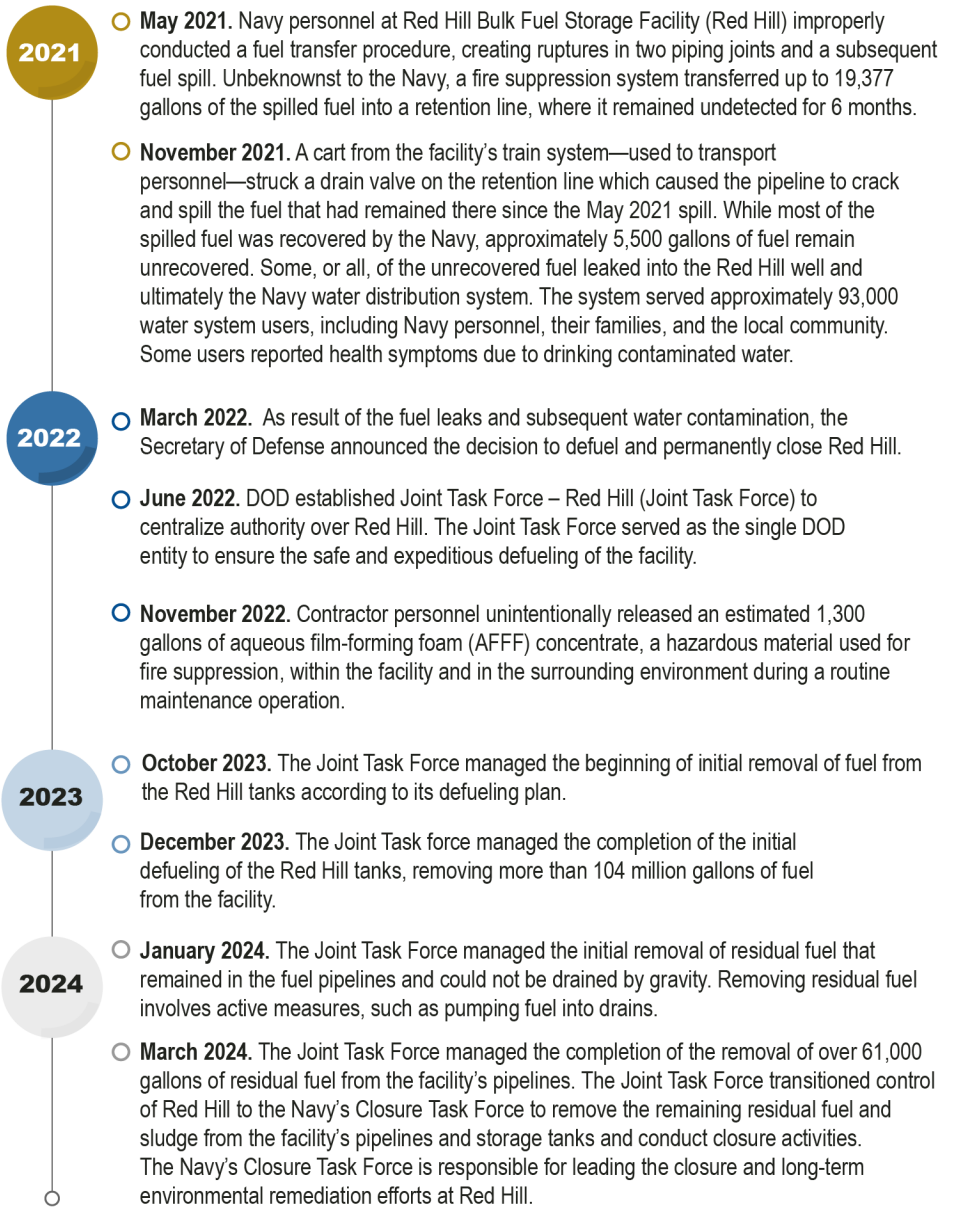 2021
May 2021. Navy personnel at Red Hill Bulk Fuel Storage Facility (Red Hill) improperly
conducted a fuel transfer procedure, creating ruptures in two piping joints and a subsequent
fuel spill. Unbeknownst to the Navy, a fire suppression system transferred up to 19,377
gallons of the spilled fuel into a retention line, where it remained undetected for 6 months.
November 2021. A cart from the facility’s train system—used to transport
personnel—struck a drain valve on the retention line which caused the pipeline to crack
and spill the fuel that had remained there since the May 2021 spill. While most of the
spilled fuel was recovered by the Navy, approximately 5,500 gallons of fuel remain
unrecovered. Some, or all, of the unrecovered fuel leaked into the Red Hill well and
ultimately the Navy water distribution system. The system served approximately 93,000
water system users, including Navy personnel, their families, and the local community.
Some users reported health symptoms due to drinking contaminated water.
2022
March 2022. As result of the fuel leaks and subsequent water contamination, the
Secretary of Defense announced the decision to defuel and permanently close Red Hill.
June 2022. DOD established Joint Task Force – Red Hill (Joint Task Force) to
centralize authority over Red Hill. The Joint Task Force served as the single DOD
entity to ensure the safe and expeditious defueling of the facility.
November 2022. Contractor personnel unintentionally released an estimated 1,300
gallons of aqueous film-forming foam (AFFF) concentrate, a hazardous material used for
fire suppression, within the facility and in the surrounding environment during a routine
maintenance operation.
2023
October 2023. The Joint Task Force managed the beginning of initial removal of fuel from
the Red Hill tanks according to its defueling plan.
December 2023. The Joint Task force managed the completion of the initial
defueling of the Red Hill tanks, removing more than 104 million gallons of fuel
from the facility.
2024
January 2024. The Joint Task Force managed the initial removal of residual fuel that
remained in the fuel pipelines and could not be drained by gravity. Removing residual fuel
involves active measures, such as pumping fuel into drains.
March 2024. The Joint Task Force managed the completion of the removal of over 61,000
gallons of residual fuel from the facility’s pipelines. The Joint Task Force transitioned control
of Red Hill to the Navy’s Closure Task Force to remove the remaining residual fuel and
sludge from the facility’s pipelines and storage tanks and conduct closure activities.
The Navy’s Closure Task Force is responsible for leading the closure and long-term
environmental remediation efforts at Red Hill.